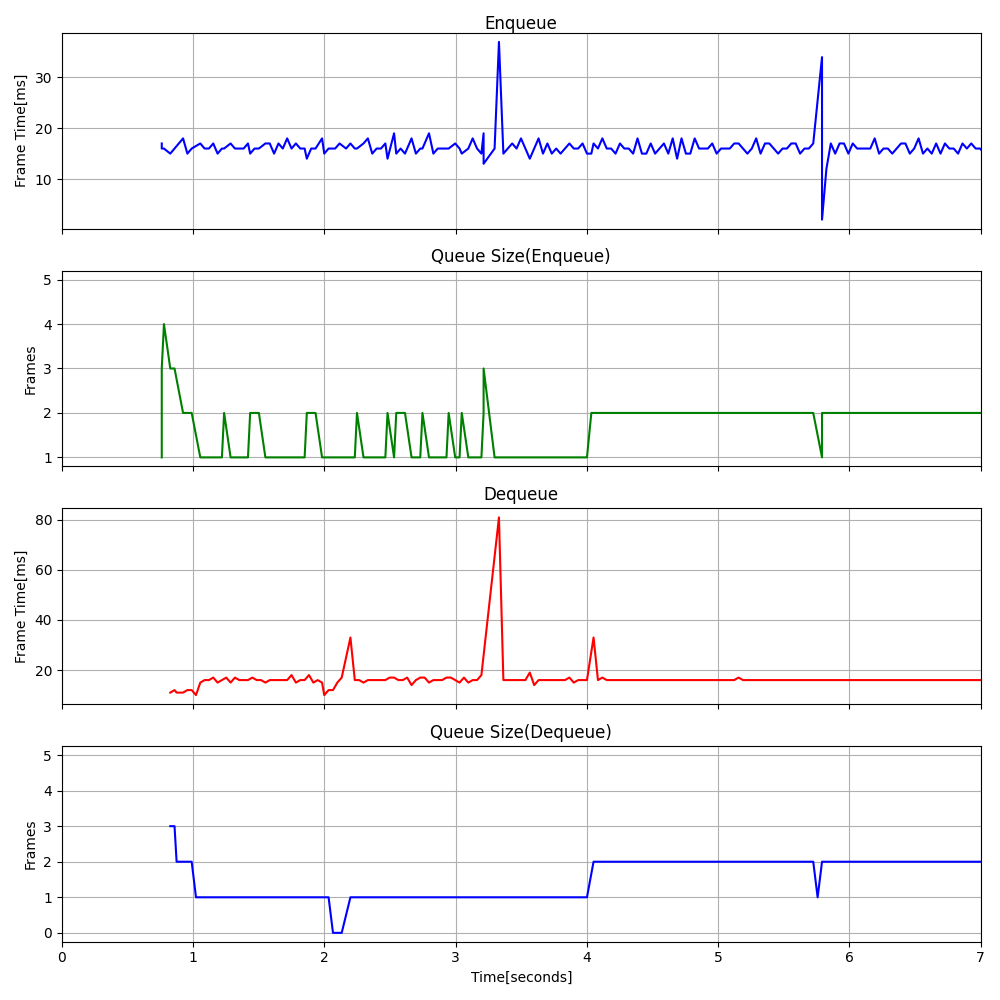 Enqueue
Frame Time[ms]
30
20
10
Queue Size(Enqueue)
Frames
5
4
3
2
1
Dequeue
Frame Time[ms]
80
60
40
20
Queue Size(Dequeue)
Frames
5
4
3
2
1
0
0 1 2 3 4 5 6 7
Time[seconds]